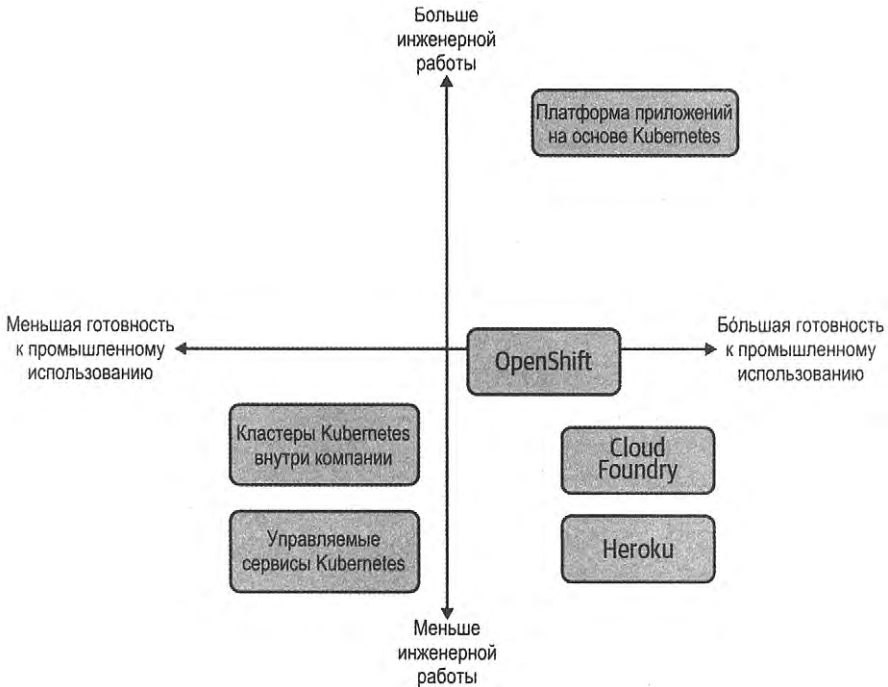 Больше
инженерной
работы
Платформа приложений
на основе Kubernetes
Меньшая готовность
к промышленному
использованию
OpenShift
Бо́льшая готовность
к промышленному
использованию
Кластеры Kubernetes
внутри компании
Cloud
Foundry
Управляемые
сервисы Kubernetes
Heroku
Меньше
инженерной
работы